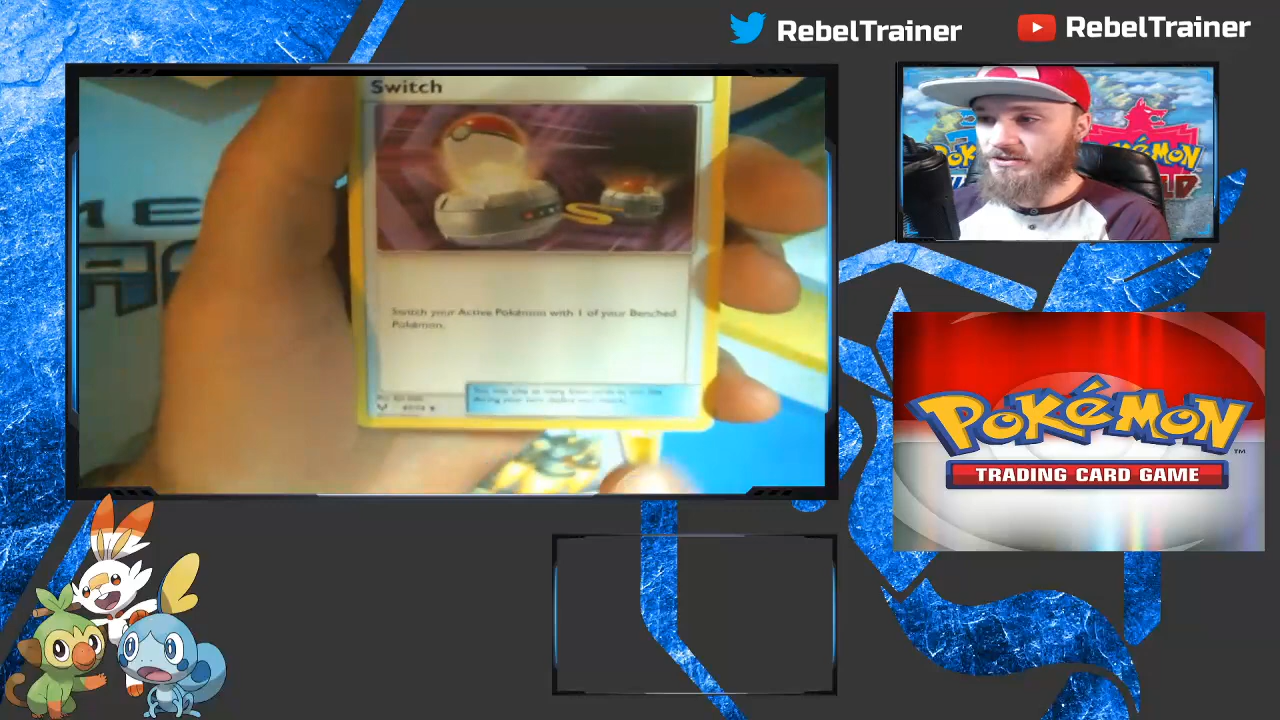 RebelTrainer
RebelTrainer
Switch
Switch your Active Pokémon with 1 of your Benched
Pokémon.
POKÉMON
TRADING CARD GAME